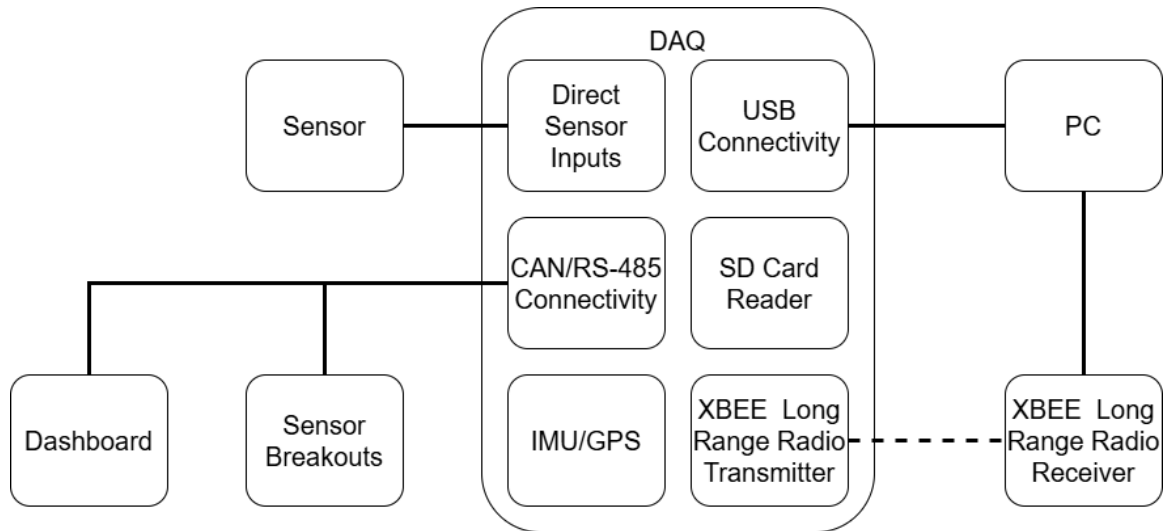 DAQ
Sensor
Direct
Sensor
Inputs
USB
Connectivity
PC
CAN/RS-485
Connectivity
SD Card
Reader
Dashboard
Sensor
Breakouts
IMU/GPS
XBEE  Long
Range Radio
Transmitter
XBEE  Long
Range Radio
Receiver